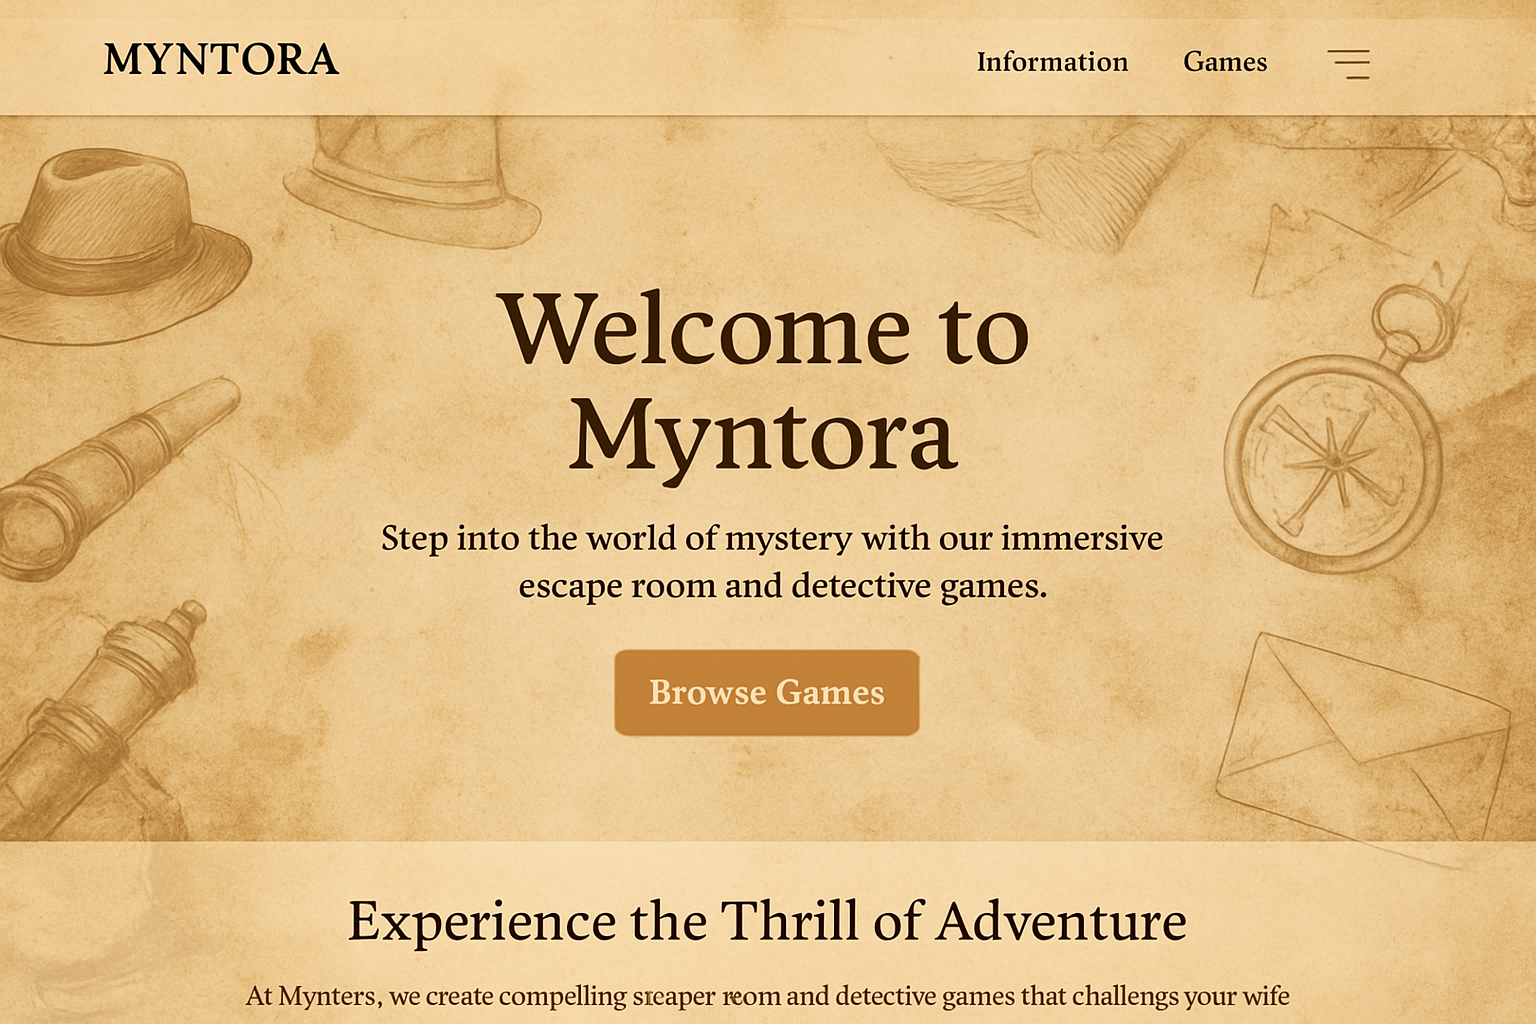 MYNTORA
Information
Games
Welcome to
Myntora
Step into the world of mystery with our immersive
escape room and detective games.
Browse Games
Experience the Thrill of Adventure
At Mynters, we create compelling sreaper room and detective games that challengs your wife